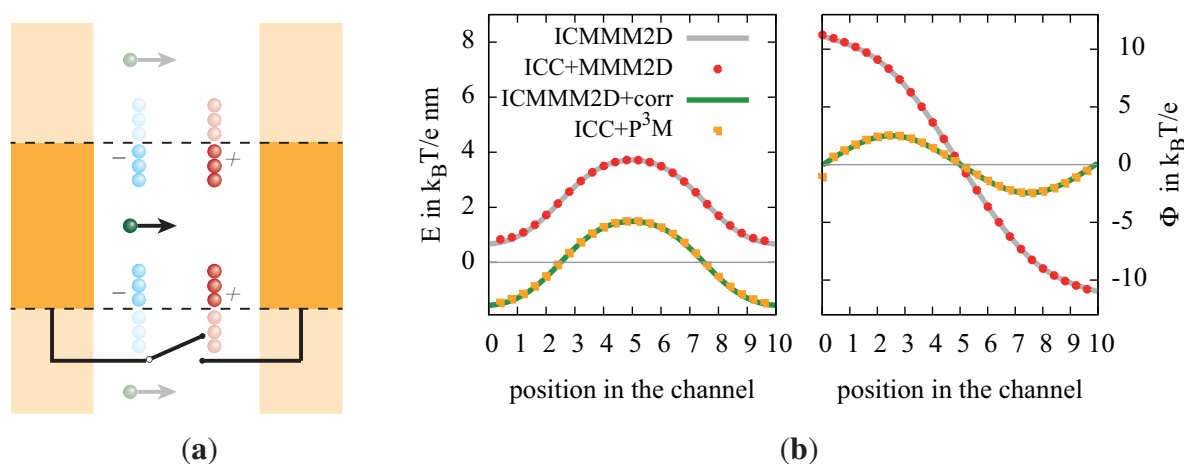 − +
− +
(a)
ICMMM2D
ICC+MMM2D
ICMMM2D+corr
ICC+P³M
E in k_BT/e nm
8
6
4
2
0
0 1 2 3 4 5 6 7 8 9 10
position in the channel
Φ in k_BT/e
10
5
0
-5
-10
0 1 2 3 4 5 6 7 8 9 10
position in the channel
(b)